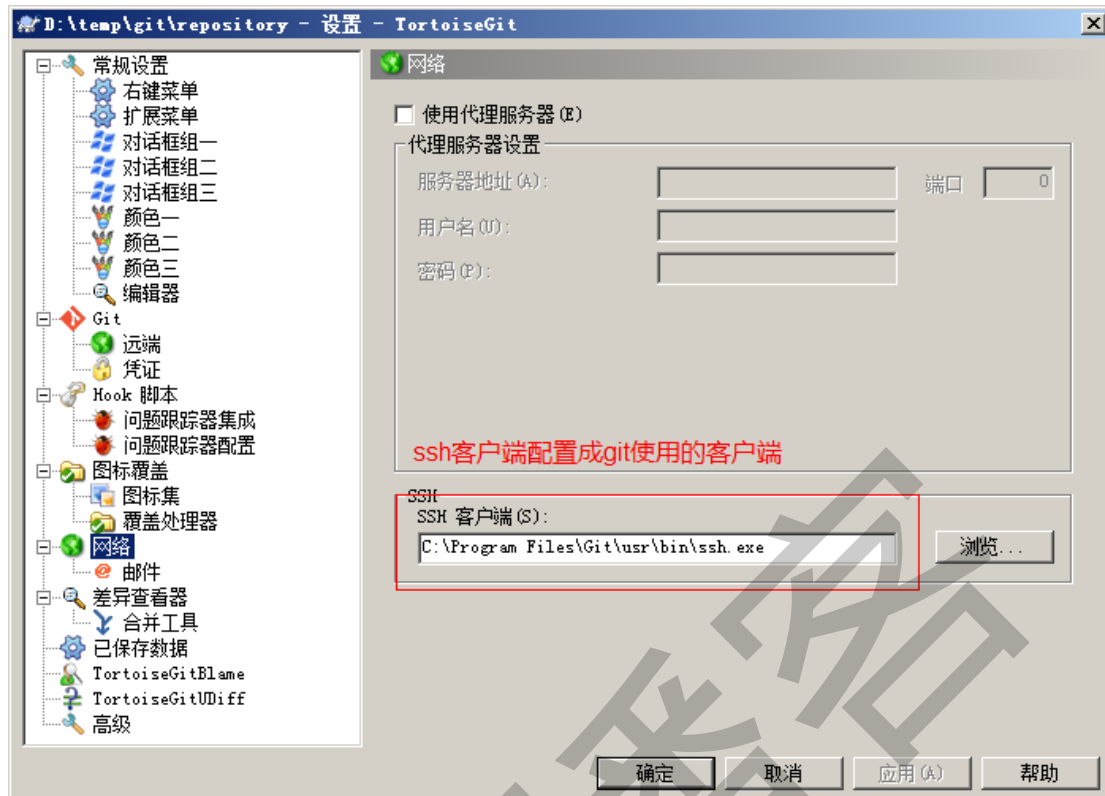 D:\temp\git\repository - 设置 - TortoiseGit
常规设置
右键菜单
扩展菜单
对话框组一
对话框组二
对话框组三
颜色一
颜色二
颜色三
编辑器
Git
远端
凭证
Hook 脚本
问题跟踪器集成
问题跟踪器配置
图标覆盖
图标集
覆盖处理器
网络
邮件
差异查看器
合并工具
已保存数据
TortoiseGitBlame
TortoiseGitUDiff
高级
网络
使用代理服务器(E)
代理服务器设置
服务器地址(A):
端口
0
用户名(U):
密码(P):
ssh客户端配置成git使用的客户端
SSH
SSH 客户端(S):
C:\Program Files\Git\usr\bin\ssh.exe
浏览...
确定
取消
应用(A)
帮助